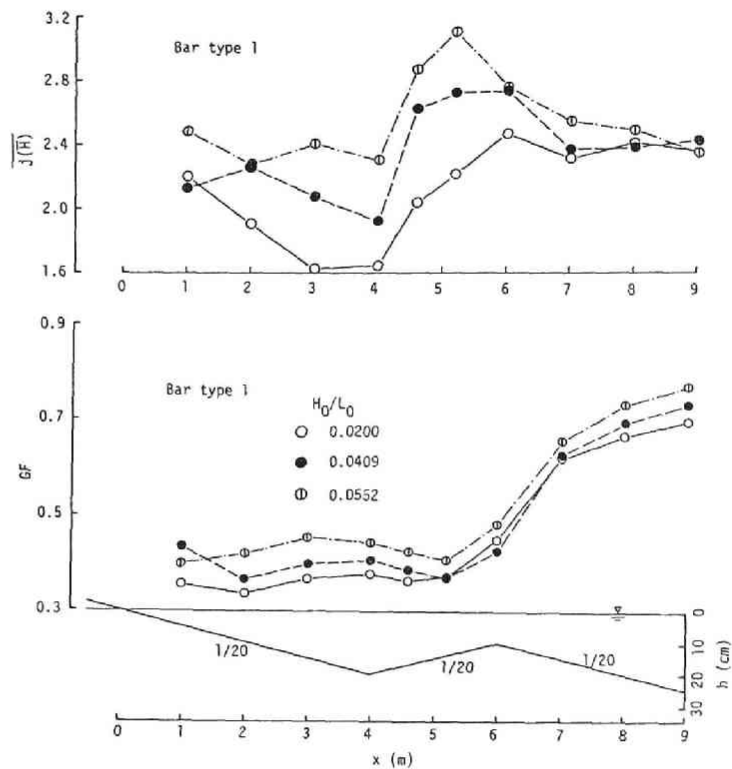 3.2
Bar type 1
2.8
2.4
j(H)
2.0
1.6
0 1 2 3 4 5 6 7 8 9
0.9
Bar type 1
H0/L0
0.7
0.0200
0.0409
GF
0.0552
0.5
0.3
0
1/20 1/20 1/20
10
20
30
h (cm)
0 1 2 3 4 5 6 7 8 9
x (m)